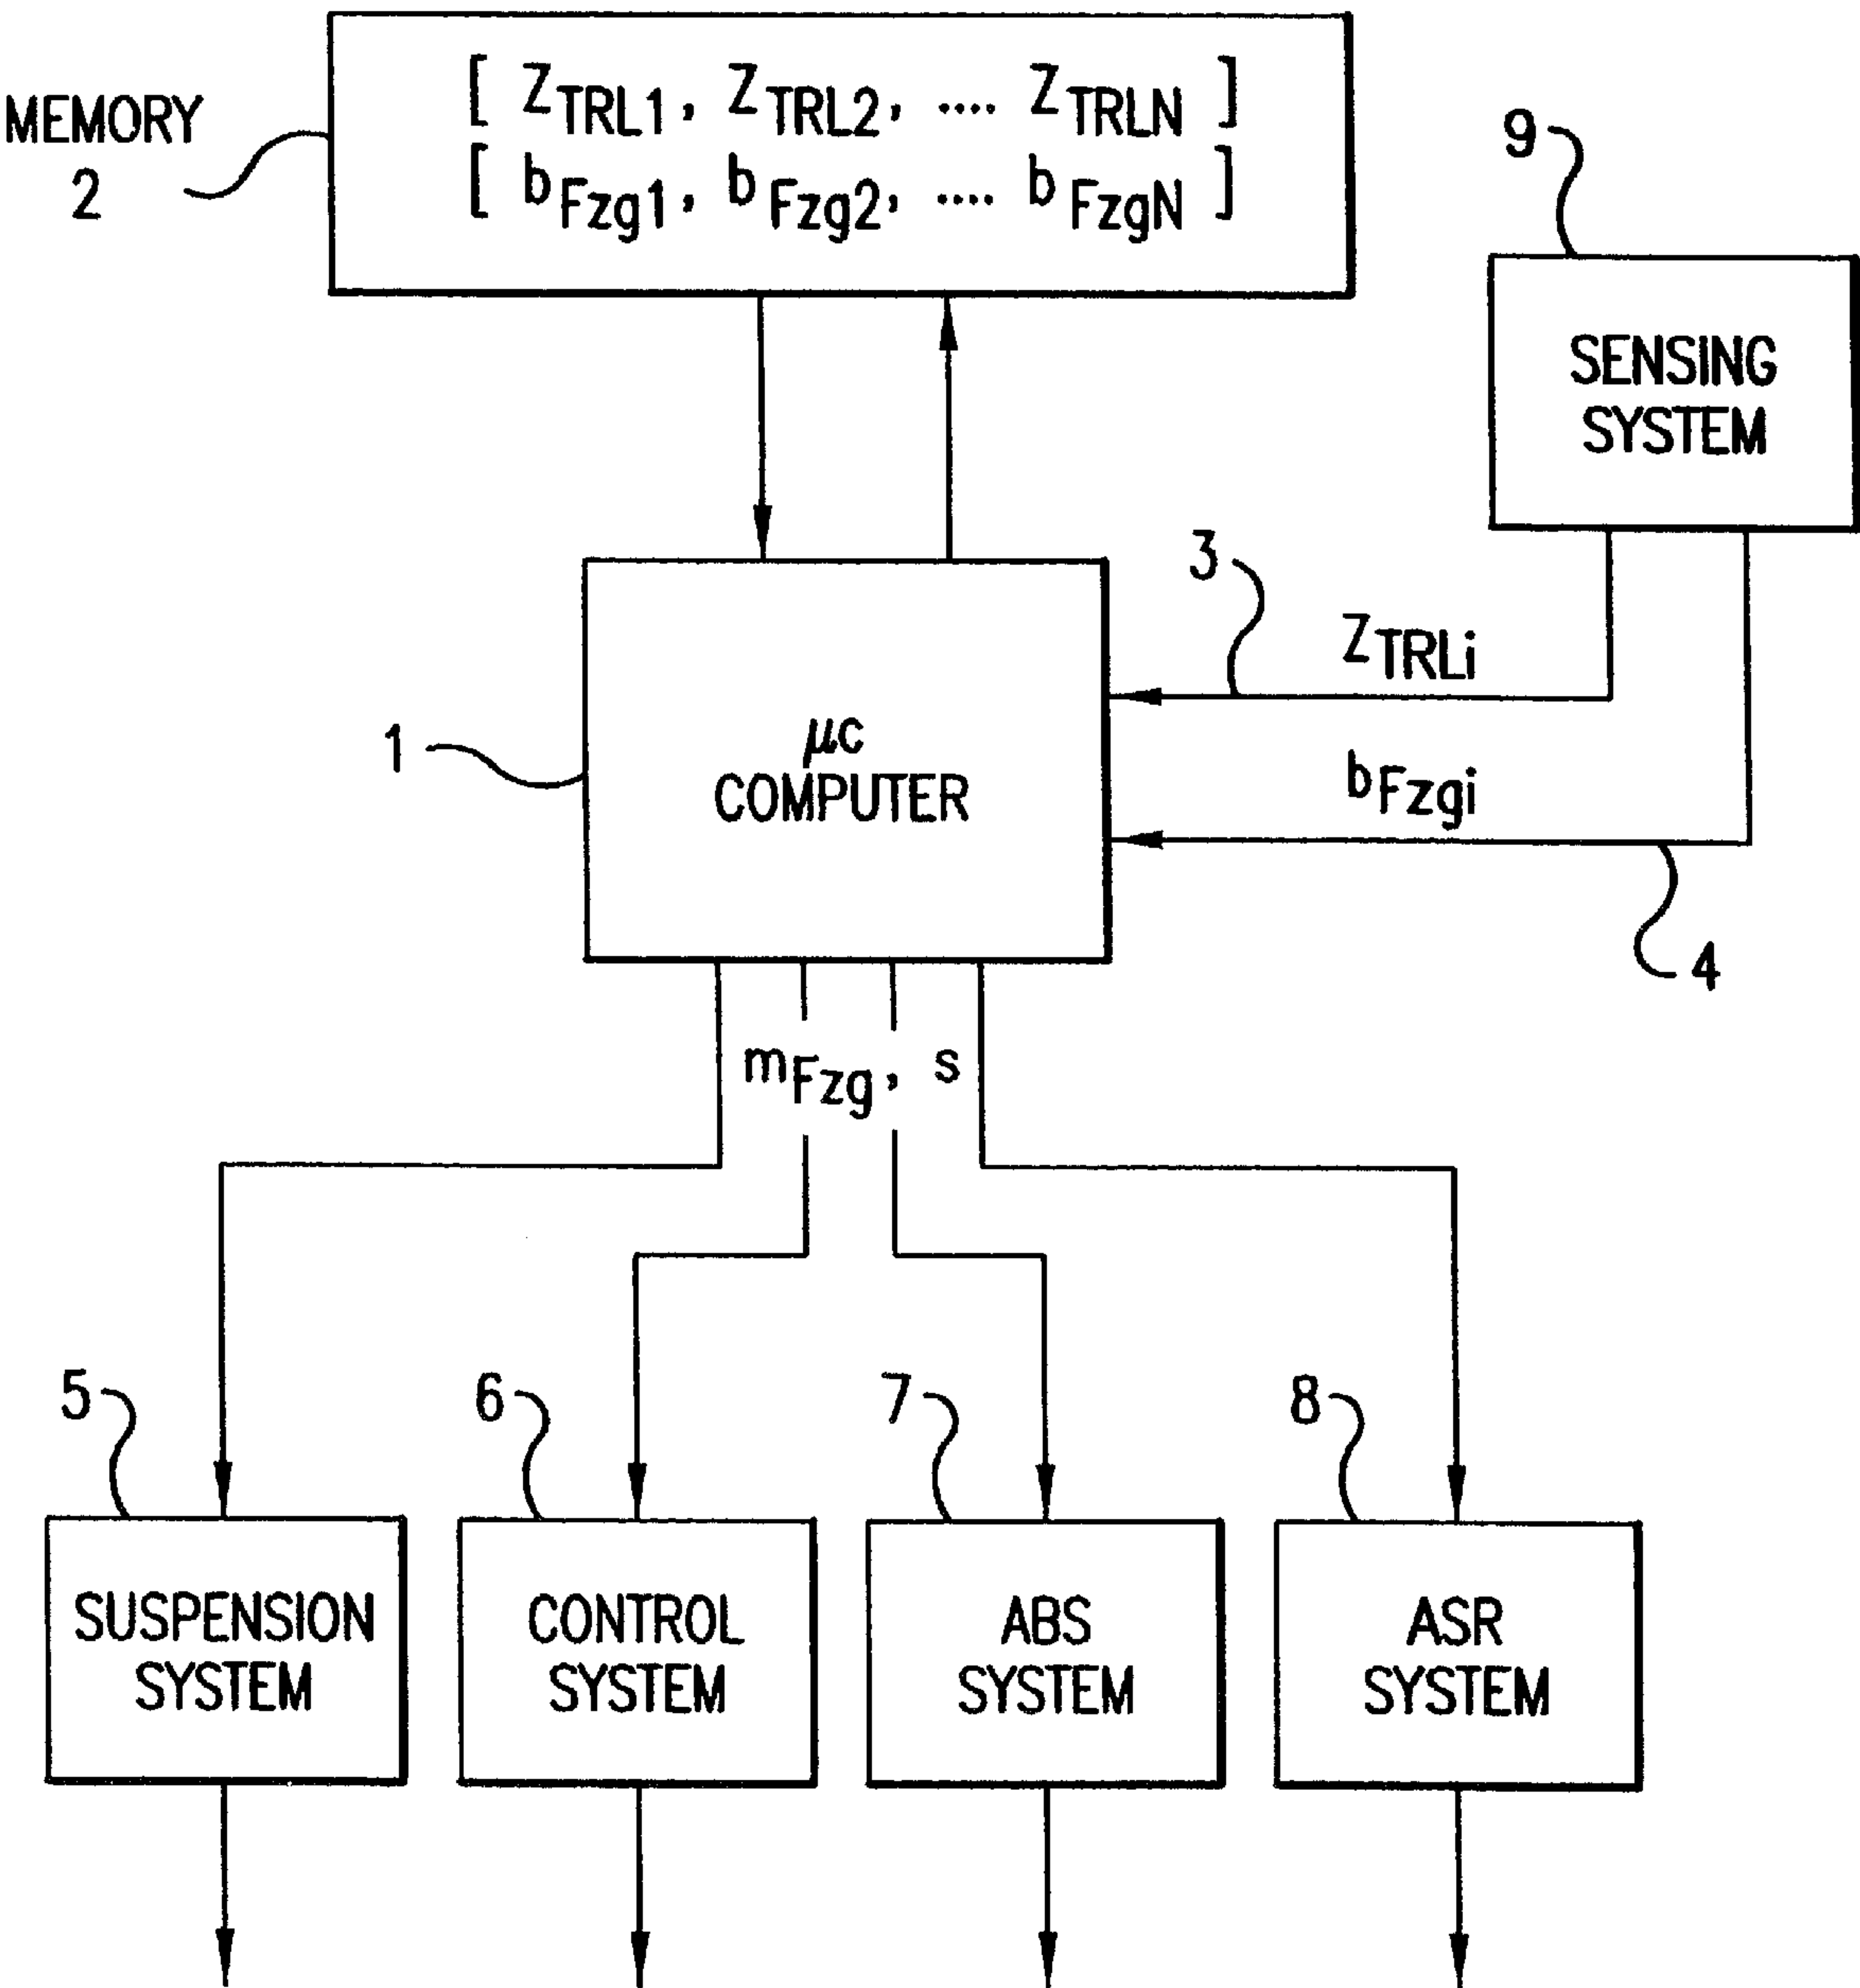 [ Z_TRL1, Z_TRL2, .... Z_TRLN ]
[ b_Fzg1, b_Fzg2, .... b_FzgN ]
MEMORY
2
9
SENSING
SYSTEM
3
Z_TRLi
1
μc
COMPUTER
b_Fzgi
4
m_Fzg, s
5
6
7
8
SUSPENSION
SYSTEM
CONTROL
SYSTEM
ABS
SYSTEM
ASR
SYSTEM